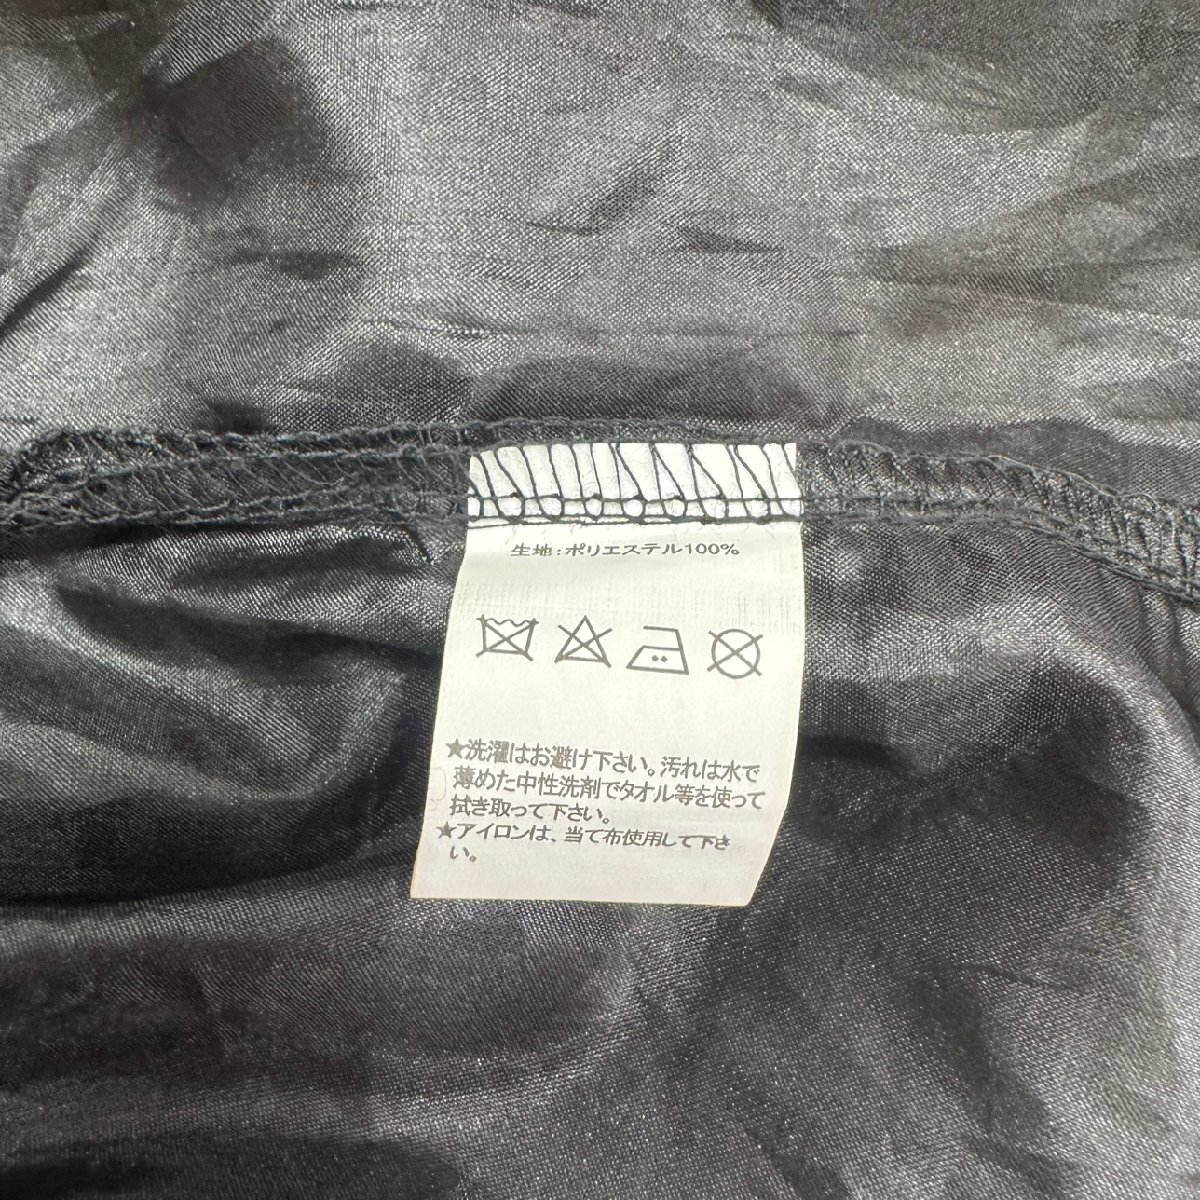 生地:ポリエステル100%
★洗濯はお避け下さい。汚れは水で
薄めた中性洗剤でタオル等を使って
拭き取って下さい。
★アイロンは、当て布使用して下さ
い。